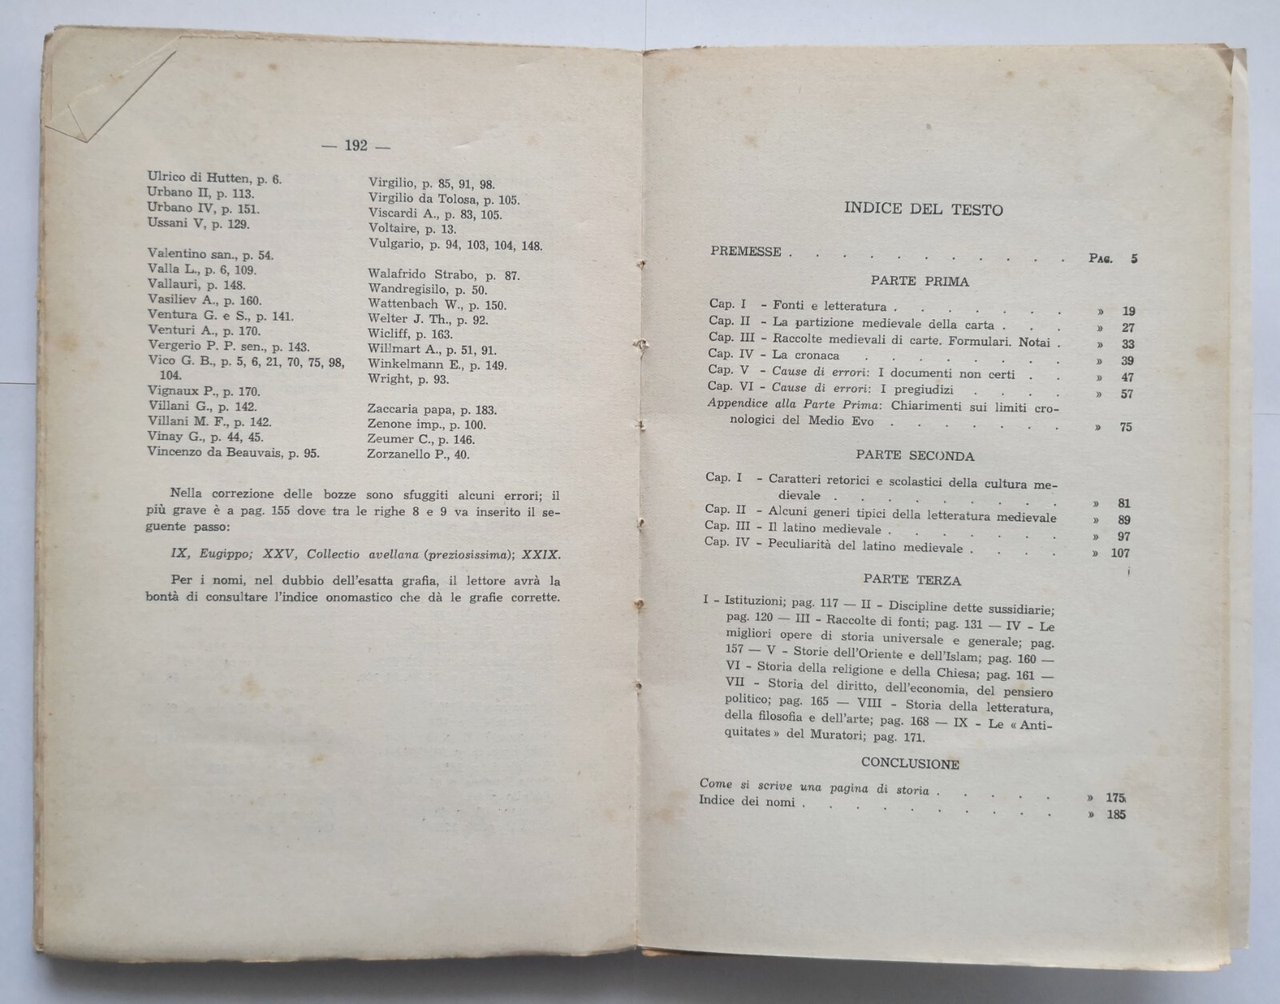 — 192 —
Ulrico di Hutten, p. 6.
Urbano II, p. 113.
Urbano IV, p. 151.
Ussani V, p. 129.
Valentino san., p. 54.
Valla L., p. 6, 109.
Vallauri, p. 148.
Vasiliev A., p. 160.
Ventura G. e S., p. 141.
Venturi A., p. 170.
Vergerio P. P. sen., p. 143.
Vico G. B., p. 5, 6, 21, 70, 75, 98,
104.
Vignaux P., p. 170.
Villani G., p. 142.
Villani M. F., p. 142.
Vinay G., p. 44, 45.
Vincenzo da Beauvais, p. 95.
Virgilio, p. 85, 91, 98.
Virgilio da Tolosa, p. 105.
Viscardi A., p. 83, 105.
Voltaire, p. 13.
Vulgario, p. 94, 103, 104, 148.
Walafrido Strabo, p. 87.
Wandregisilo, p. 50.
Wattenbach W., p. 150.
Welter J. Th., p. 92.
Wicliff, p. 163.
Willmart A., p. 51, 91.
Winkelmann E., p. 149.
Wright, p. 93.
Zaccaria papa, p. 183.
Zenone imp., p. 100.
Zeumer C., p. 146.
Zorzanello P., 40.
Nella correzione delle bozze sono sfuggiti alcuni errori; il
più grave è a pag. 155 dove tra le righe 8 e 9 va inserito il se-
guente passo:
IX, Eugippo; XXV, Collectio avellana (preziosissima); XXIX.
Per i nomi, nel dubbio dell'esatta grafia, il lettore avrà la
bontà di consultare l'indice onomastico che dà le grafie corrette.
INDICE DEL TESTO
PREMESSE . . . . . . . . . . . Pag. 5
PARTE PRIMA
Cap. I - Fonti e letteratura . . . . . . . » 19
Cap. II - La partizione medievale della carta . . . » 27
Cap. III - Raccolte medievali di carte. Formulari. Notai . » 33
Cap. IV - La cronaca . . . . . . . . » 39
Cap. V - Cause di errori: I documenti non certi . . » 47
Cap. VI - Cause di errori: I pregiudizi . . . . » 57
Appendice alla Parte Prima: Chiarimenti sui limiti cro-
nologici del Medio Evo . . . . . . . » 75
PARTE SECONDA
Cap. I - Caratteri retorici e scolastici della cultura me-
dievale . . . . . . . . . » 81
Cap. II - Alcuni generi tipici della letteratura medievale » 89
Cap. III - Il latino medievale . . . . . . . » 97
Cap. IV - Peculiarità del latino medievale . . . . » 107
PARTE TERZA
I - Istituzioni; pag. 117 — II - Discipline dette sussidiarie;
pag. 120 — III - Raccolte di fonti; pag. 131 — IV - Le
migliori opere di storia universale e generale; pag.
157 — V - Storie dell'Oriente e dell'Islam; pag. 160 —
VI - Storia della religione e della Chiesa; pag. 161 —
VII - Storia del diritto, dell'economia, del pensiero
politico; pag. 165 — VIII - Storia della letteratura,
della filosofia e dell'arte; pag. 168 — IX - Le « Anti-
quitates » del Muratori; pag. 171.
CONCLUSIONE
Come si scrive una pagina di storia . . . . . » 175
Indice dei nomi . . . . . . . . . . » 185